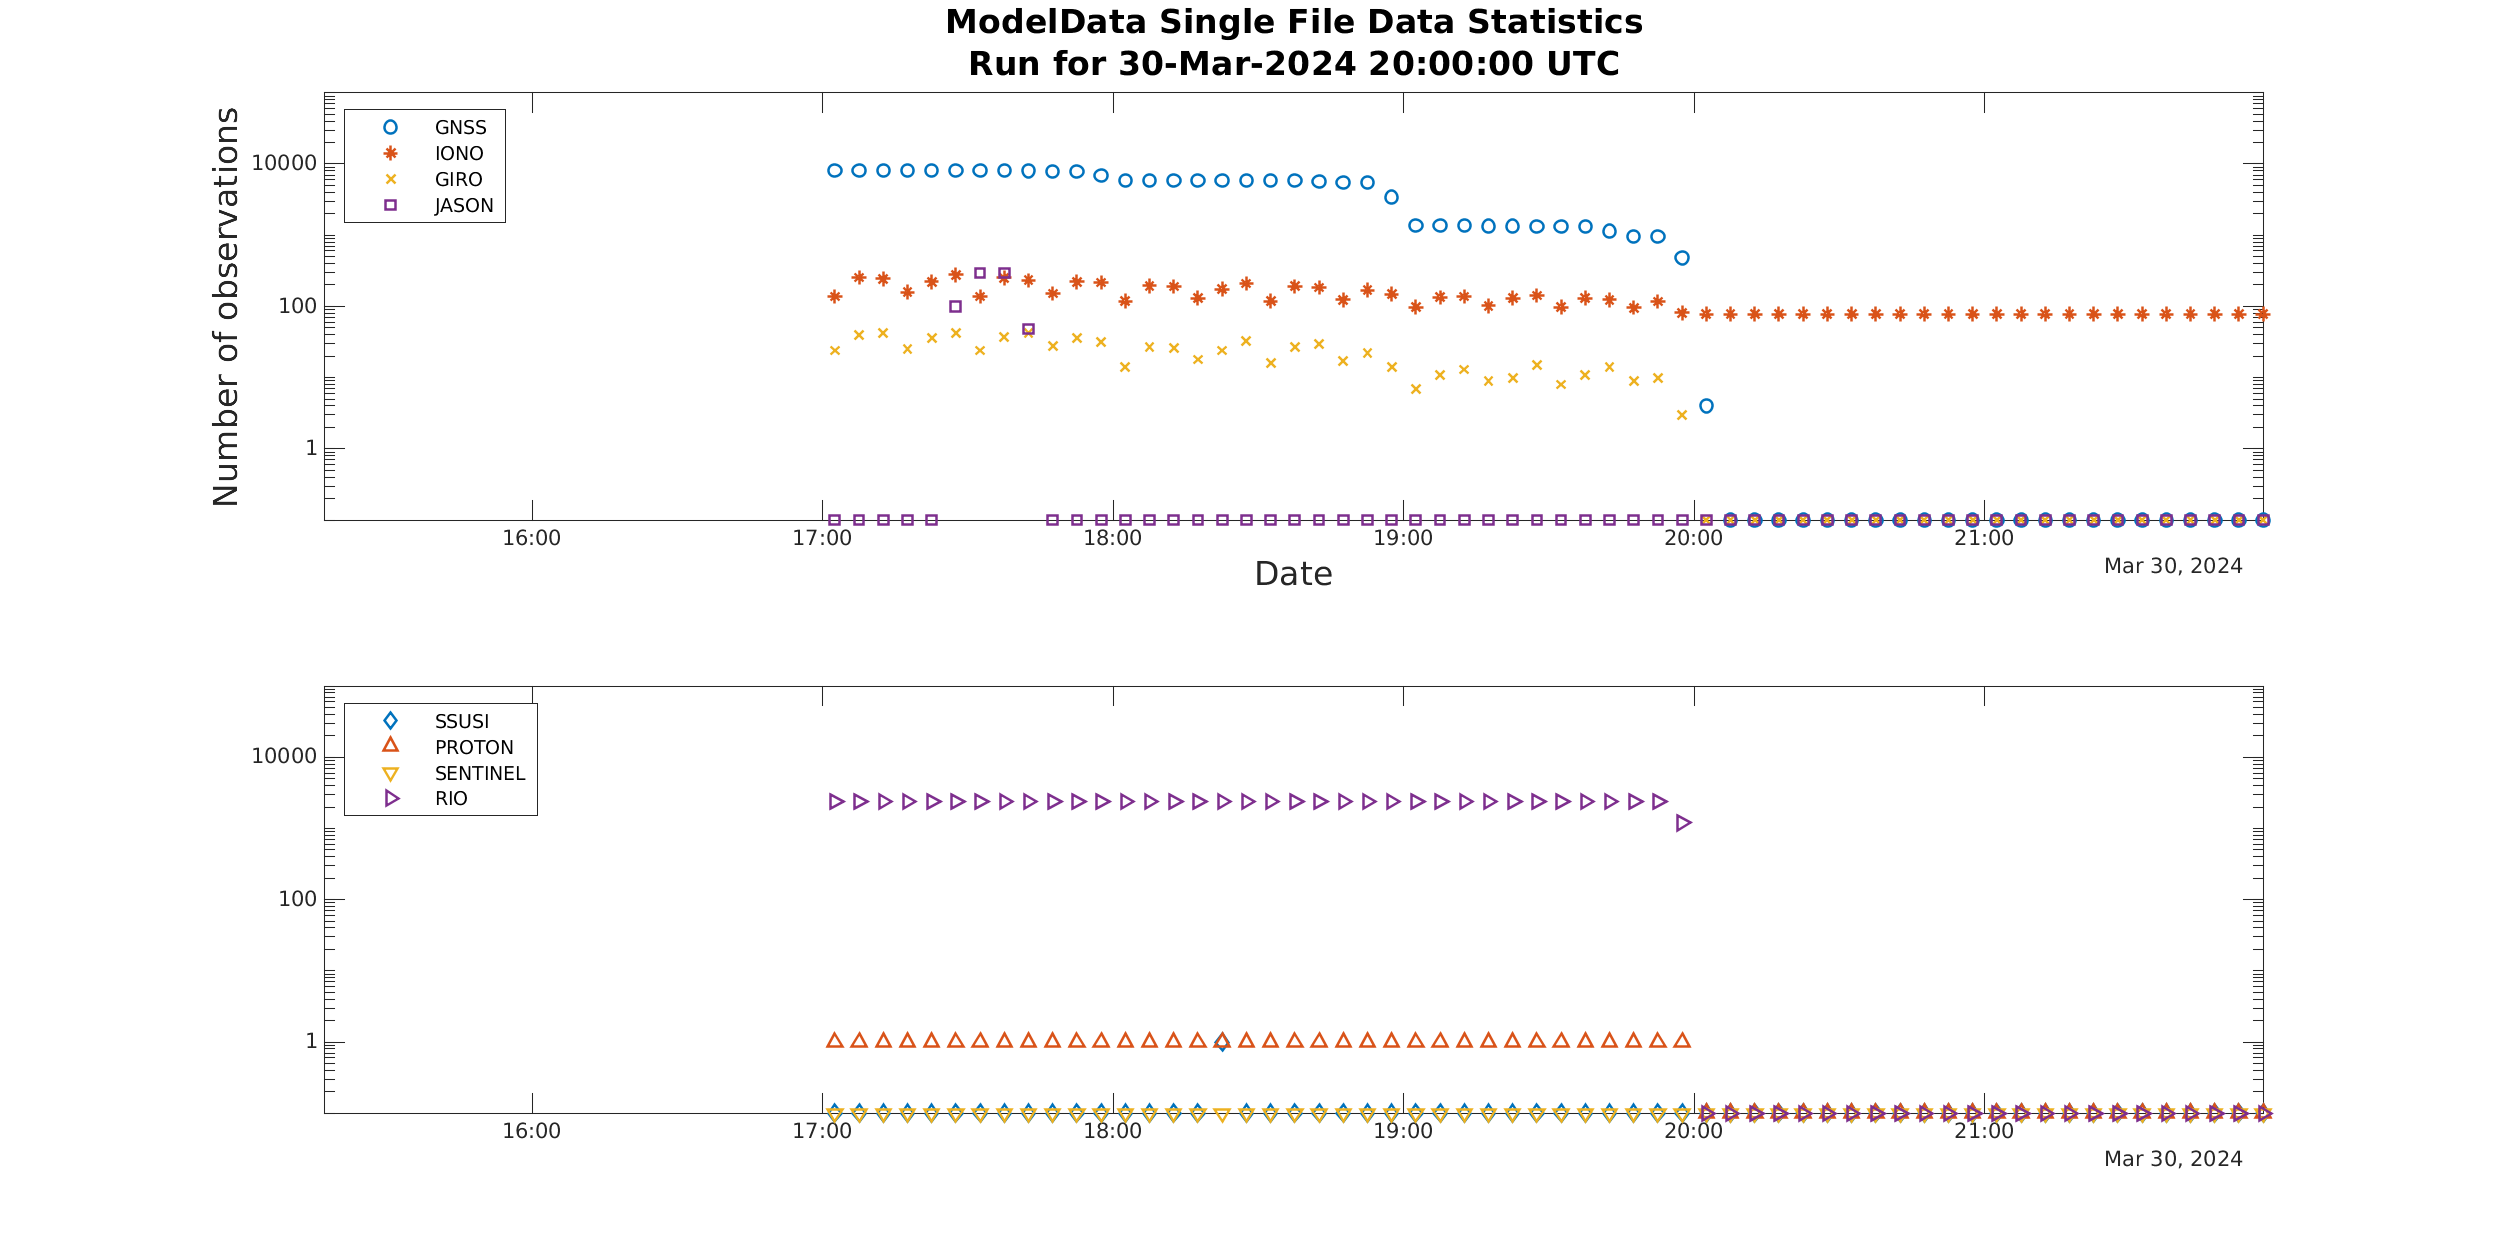 ModelData Single File Data Statistics
Run for 30-Mar-2024 20:00:00 UTC
Number of observations
10000
100
1
GNSS
IONO
GIRO
JASON
16:00 17:00 18:00 19:00 20:00 21:00
Mar 30, 2024
Date
10000
100
1
SSUSI
PROTON
SENTINEL
RIO
16:00 17:00 18:00 19:00 20:00 21:00
Mar 30, 2024